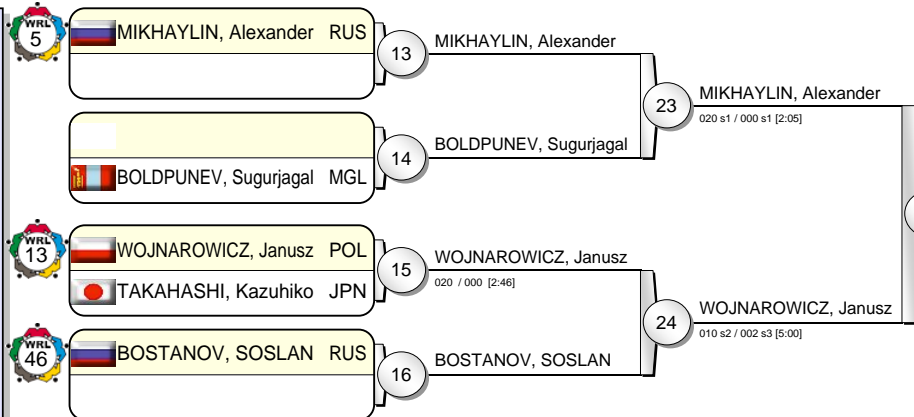 WRL
5
MIKHAYLIN, Alexander RUS
13
MIKHAYLIN, Alexander
23
MIKHAYLIN, Alexander
020 s1 / 000 s1 [2:05]
14
BOLDPUNEV, Sugurjagal
BOLDPUNEV, Sugurjagal MGL
WRL
13
WOJNAROWICZ, Janusz POL
15
WOJNAROWICZ, Janusz
020 / 000 [2:46]
TAKAHASHI, Kazuhiko JPN
24
WOJNAROWICZ, Janusz
010 s2 / 002 s3 [5:00]
WRL
46
BOSTANOV, SOSLAN RUS
16
BOSTANOV, SOSLAN